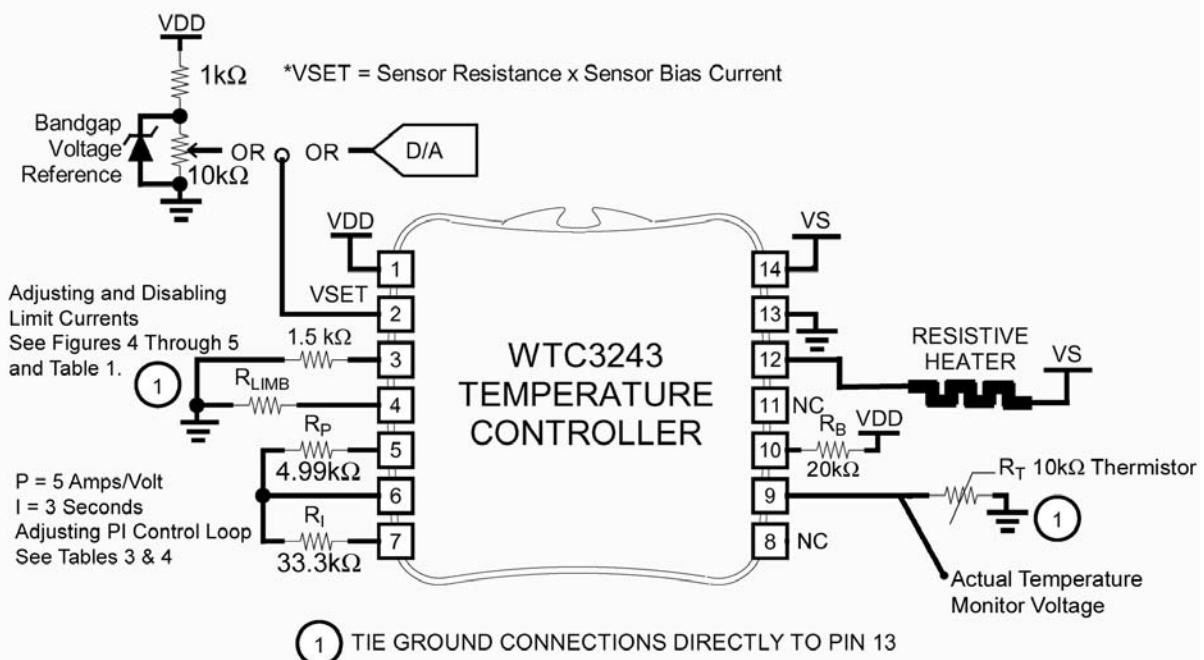 VDD
1kΩ
*VSET = Sensor Resistance x Sensor Bias Current
Bandgap
Voltage
Reference
10kΩ
OR
OR
D/A
VDD
VS
1
14
Adjusting and Disabling
Limit Currents
See Figures 4 Through 5
and Table 1.
VSET
2
13
1.5 kΩ
3
12
RESISTIVE
HEATER
VS
1
RLIMB
4
11
NC
WTC3243
TEMPERATURE
CONTROLLER
RP
4.99kΩ
5
10
RB
20kΩ
VDD
P = 5 Amps/Volt
I = 3 Seconds
Adjusting PI Control Loop
See Tables 3 & 4
6
9
RT 10kΩ Thermistor
1
RI
33.3kΩ
7
8
NC
Actual Temperature
Monitor Voltage
1 TIE GROUND CONNECTIONS DIRECTLY TO PIN 13